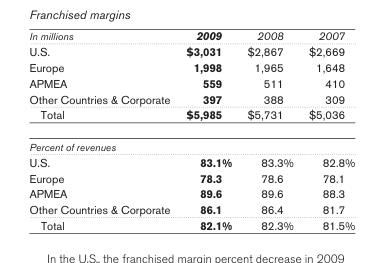 Franchised margins
In millions 2009 2008 2007
U.S. $3,031 $2,867 $2,669
Europe 1,998 1,965 1,648
APMEA 559 511 410
Other Countries & Corporate 397 388 309
Total $5,985 $5,731 $5,036
Percent of revenues
U.S. 83.1% 83.3% 82.8%
Europe 78.3 78.6 78.1
APMEA 89.6 89.6 88.3
Other Countries & Corporate 86.1 86.4 81.7
Total 82.1% 82.3% 81.5%
In the U.S., the franchised margin percent decrease in 2009